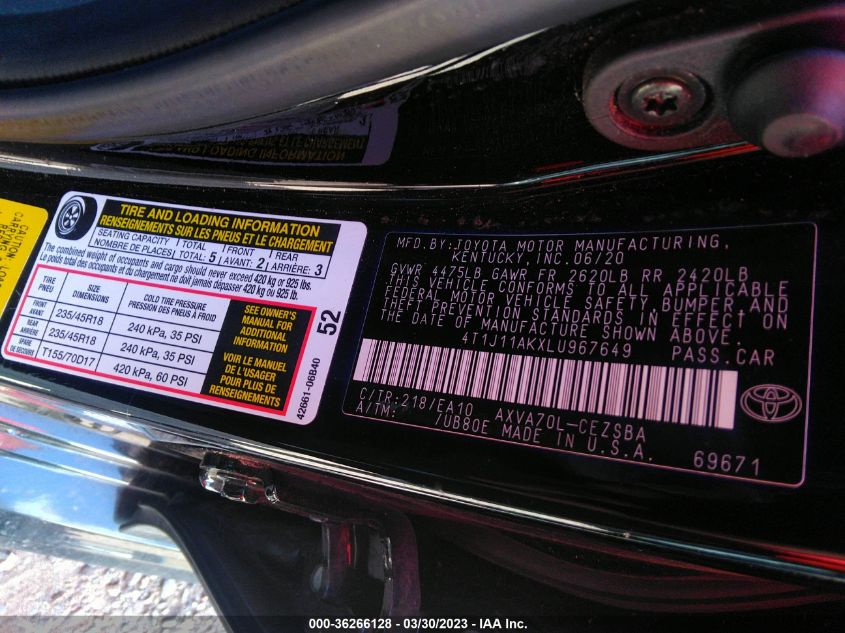 TIRE AND LOADING INFORMATION
RENSEIGNEMENTS SUR LES PNEUS ET LE CHARGEMENT
SEATING CAPACITY TOTAL FRONT REAR
NOMBRE DE PLACES TOTAL: 5 AVANT: 2 ARRIÈRE: 3
The combined weight of occupants and cargo should never exceed 420 kg or 925 lbs.
Le poids total des occupants et du chargement ne doit jamais dépasser 420 kg ou 925 lb.
TIRE SIZE COLD TIRE PRESSURE
PNEU DIMENSIONS PRESSION DES PNEUS À FROID
FRONT AVANT 235/45R18 240 kPa, 35 PSI
REAR ARRIÈRE 235/45R18 240 kPa, 35 PSI
SPARE DE SECOURS T155/70D17 420 kPa, 60 PSI
SEE OWNER'S
MANUAL FOR
ADDITIONAL
INFORMATION
VOIR LE MANUEL
DE L'USAGER
POUR PLUS DE
RENSEIGNEMENTS
52
42661-06B40
MFD.BY:TOYOTA MOTOR MANUFACTURING,
KENTUCKY,INC.06/20
GVWR 4475LB GAWR FR 2620LB RR 2420LB
THIS VEHICLE CONFORMS TO ALL APPLICABLE
FEDERAL MOTOR VEHICLE SAFETY, BUMPER AND
THEFT PREVENTION STANDARDS IN EFFECT ON
THE DATE OF MANUFACTURE SHOWN ABOVE.
4T1J11AKXLU967649 PASS.CAR
C/TR:218/EA10 AXVA70L-CEZSBA
A/TM: /UB80E MADE IN U.S.A.
69671
000-36266128 - 03/30/2023 - IAA Inc.